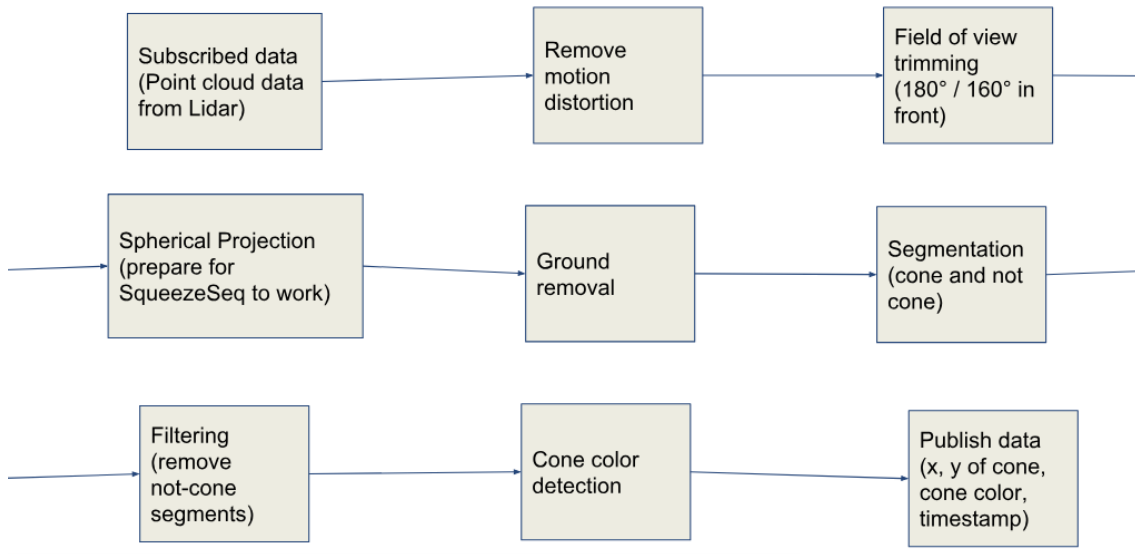 Subscribed data
(Point cloud data
from Lidar)
Remove
motion
distortion
Field of view
trimming
(180° / 160° in
front)
Spherical Projection
(prepare for
SqueezeSeq to work)
Ground
removal
Segmentation
(cone and not
cone)
Filtering
(remove
not-cone
segments)
Cone color
detection
Publish data
(x, y of cone,
cone color,
timestamp)